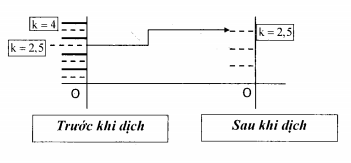 k = 4
k = 2,5
k = 2,5
O
O
Trước khi dịch
Sau khi dịch